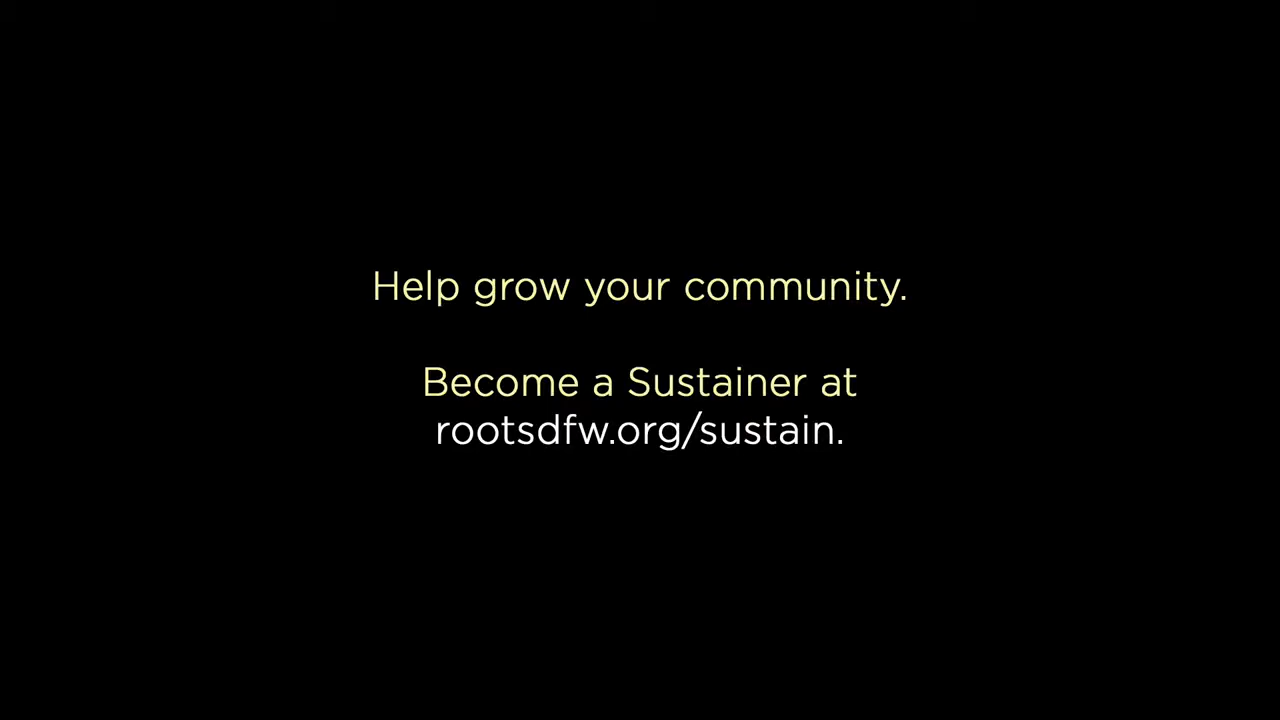 Help grow your community.
Become a Sustainer at
rootsdfw.org/sustain.